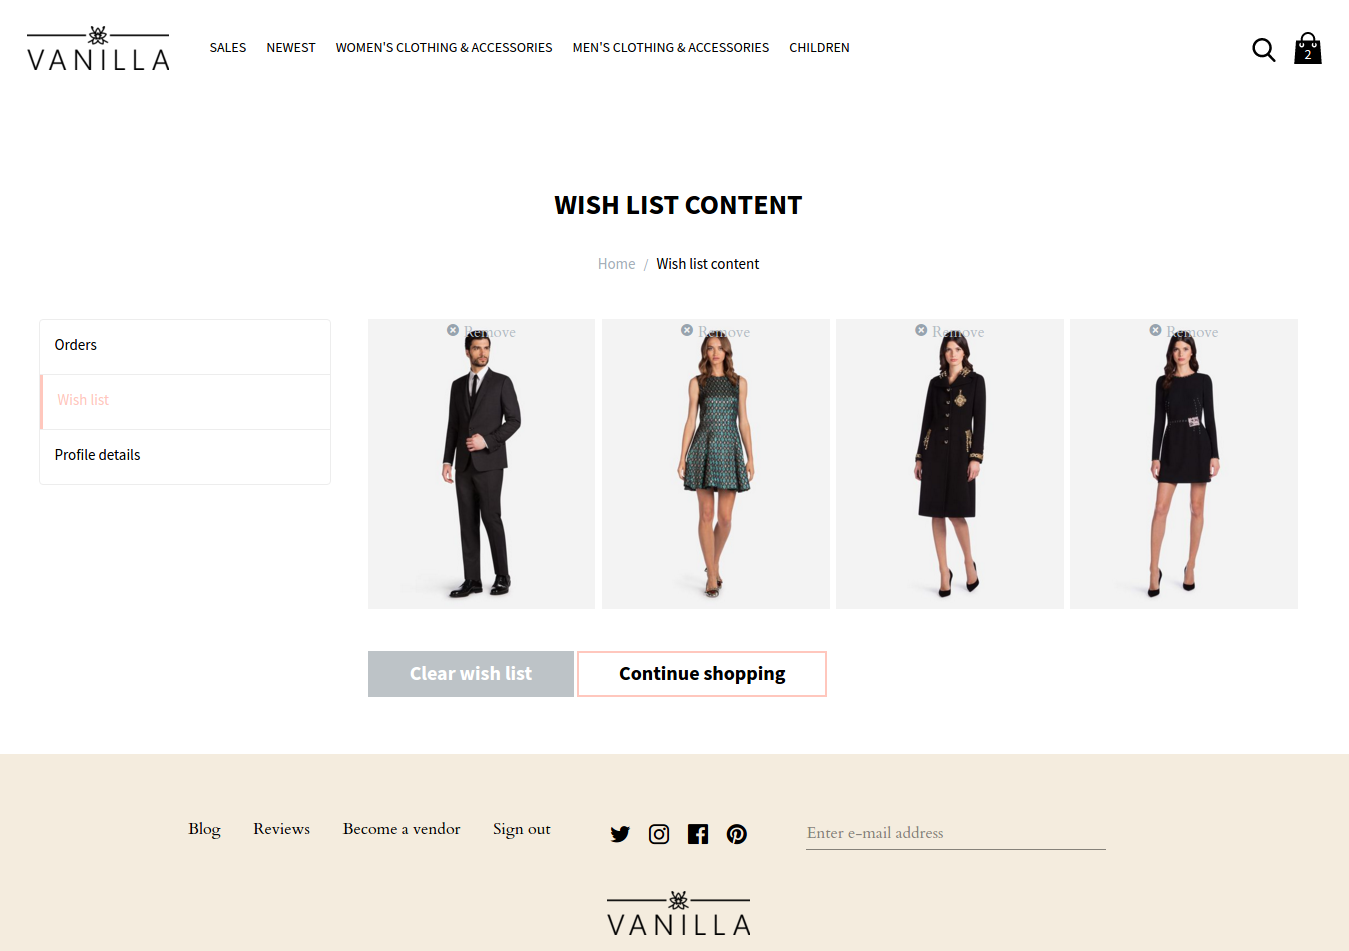 VANILLA
SALES NEWEST WOMEN'S CLOTHING & ACCESSORIES MEN'S CLOTHING & ACCESSORIES CHILDREN
2
WISH LIST CONTENT
Home / Wish list content
Orders
Wish list
Profile details
Remove Remove Remove Remove
Clear wish list Continue shopping
Blog Reviews Become a vendor Sign out
Enter e-mail address
VANILLA